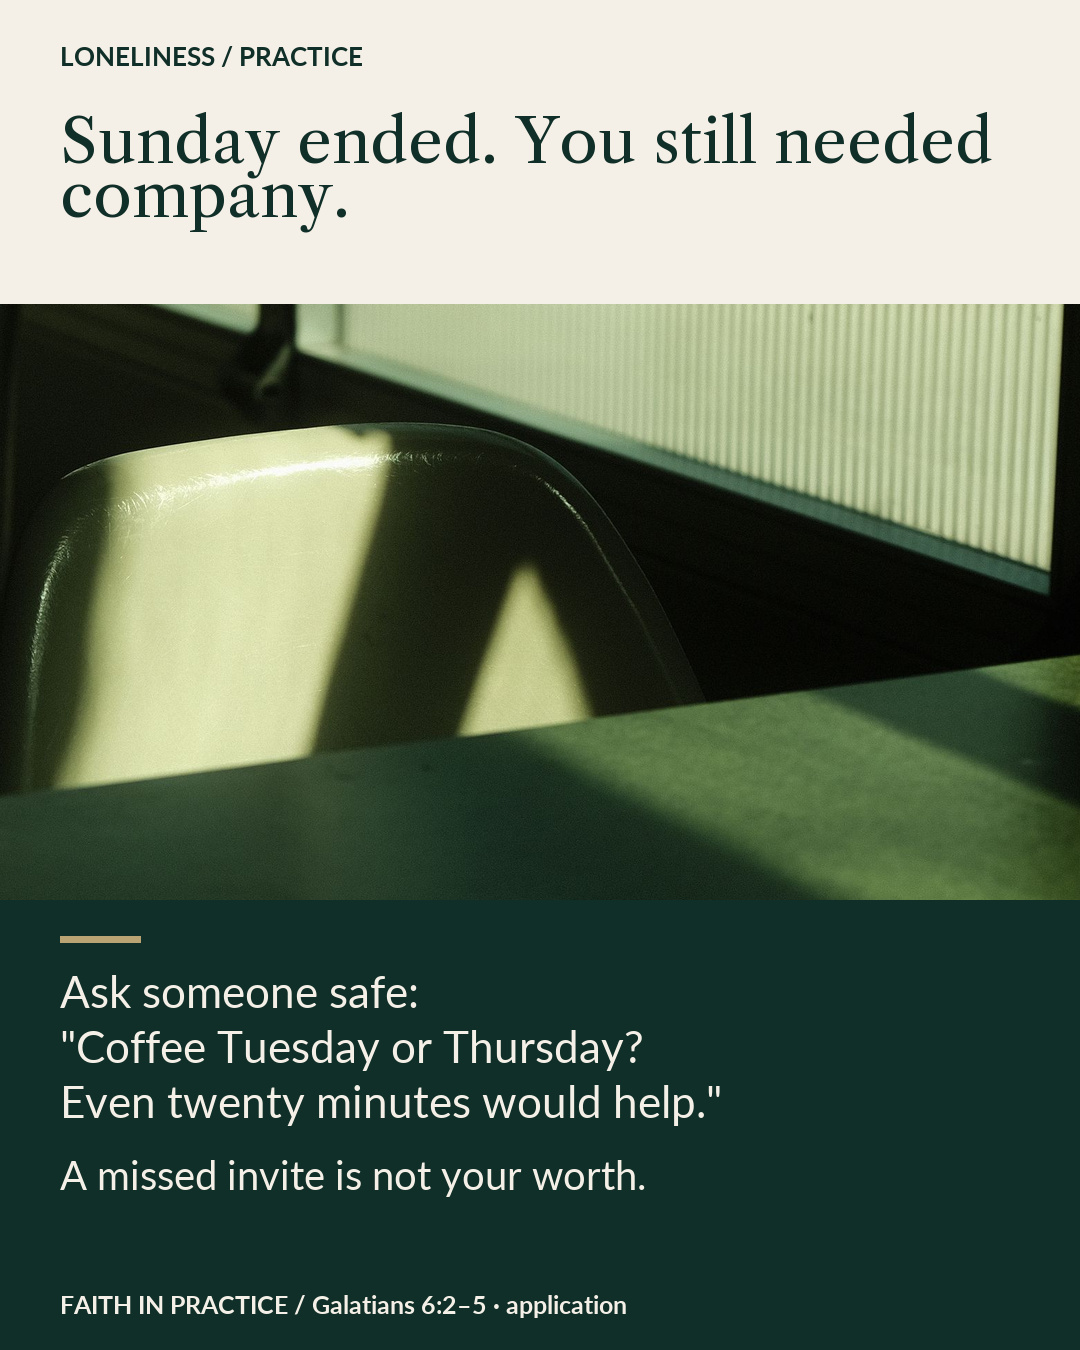 LONELINESS / PRACTICE
Sunday ended. You still needed
company.
Ask someone safe:
"Coffee Tuesday or Thursday?
Even twenty minutes would help."
A missed invite is not your worth.
FAITH IN PRACTICE / Galatians 6:2–5 · application